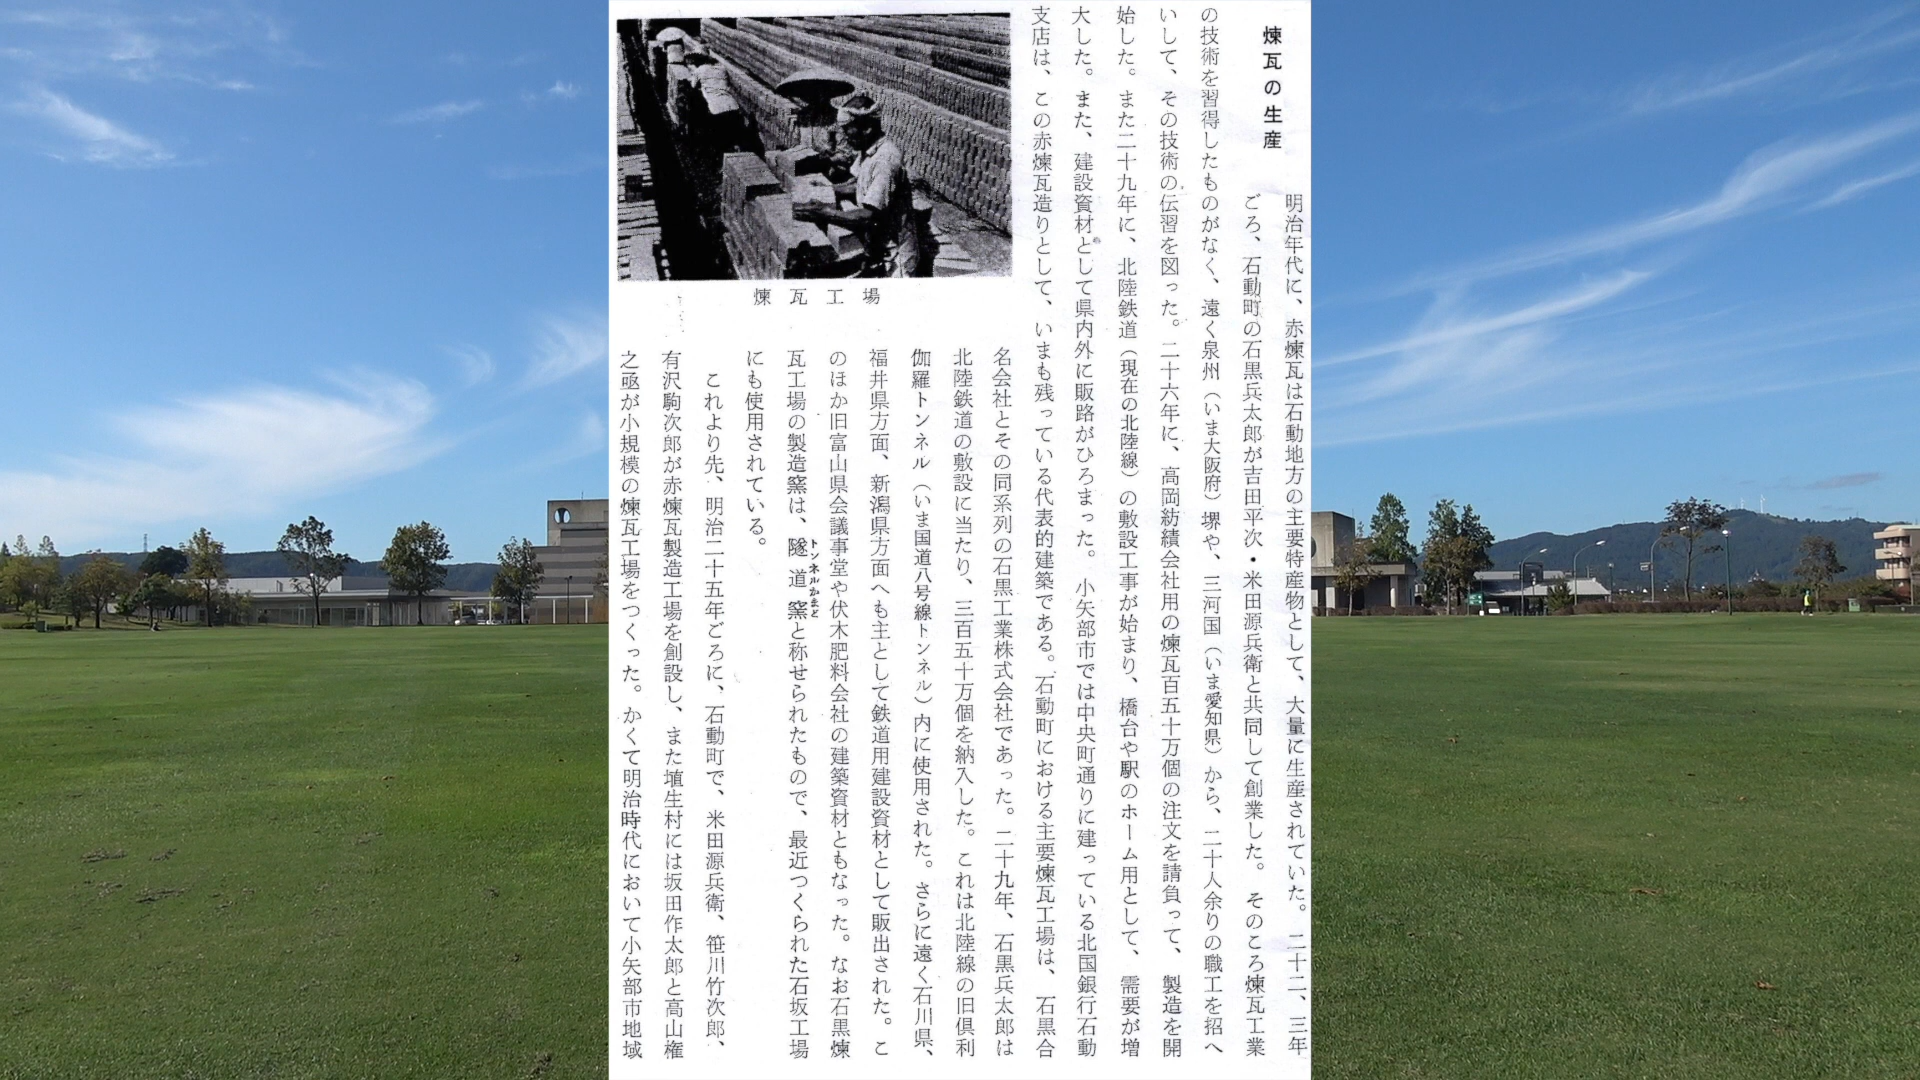 煉瓦の生産
明治年代に、赤煉瓦は石動地方の主要特産物として、大量に生産されていた。二十二、三年
ごろ、石動町の石黒兵太郎が吉田平次・米田源兵衛と共同して創業した。そのころ煉瓦工業
の技術を習得したものがなく、遠く泉州（いま大阪府）堺や、三河国（いま愛知県）から、二十人余りの職工を招へ
いして、その技術の伝習を図った。二十六年に、高岡紡績会社用の煉瓦百五十万個の注文を請負って、製造を開
始した。また二十九年に、北陸鉄道（現在の北陸線）の敷設工事が始まり、橋台や駅のホーム用として、需要が増
大した。また、建設資材として県内外に販路がひろまった。小矢部市では中央町通りに建っている北国銀行石動
支店は、この赤煉瓦造りとして、いまも残っている代表的建築である。石動町における主要煉瓦工場は、石黒合
名会社とその同系列の石黒工業株式会社であった。二十九年、石黒兵太郎は
北陸鉄道の敷設に当たり、三百五十万個を納入した。これは北陸線の旧倶利
伽羅トンネル（いま国道八号線トンネル）内に使用された。さらに遠く石川県、
福井県方面、新潟県方面へも主として鉄道用建設資材として販出された。こ
のほか旧富山県会議事堂や伏木肥料会社の建築資材ともなった。なお石黒煉
瓦工場の製造窯は、隧道窯と称せられたもので、最近つくられた石坂工場
トンネルかまど
にも使用されている。
これより先、明治二十五年ごろに、石動町で、米田源兵衛、笹川竹次郎、
有沢駒次郎が赤煉瓦製造工場を創設し、また埴生村には坂田作太郎と高山権
之亟が小規模の煉瓦工場をつくった。かくて明治時代において小矢部市地域
煉瓦工場